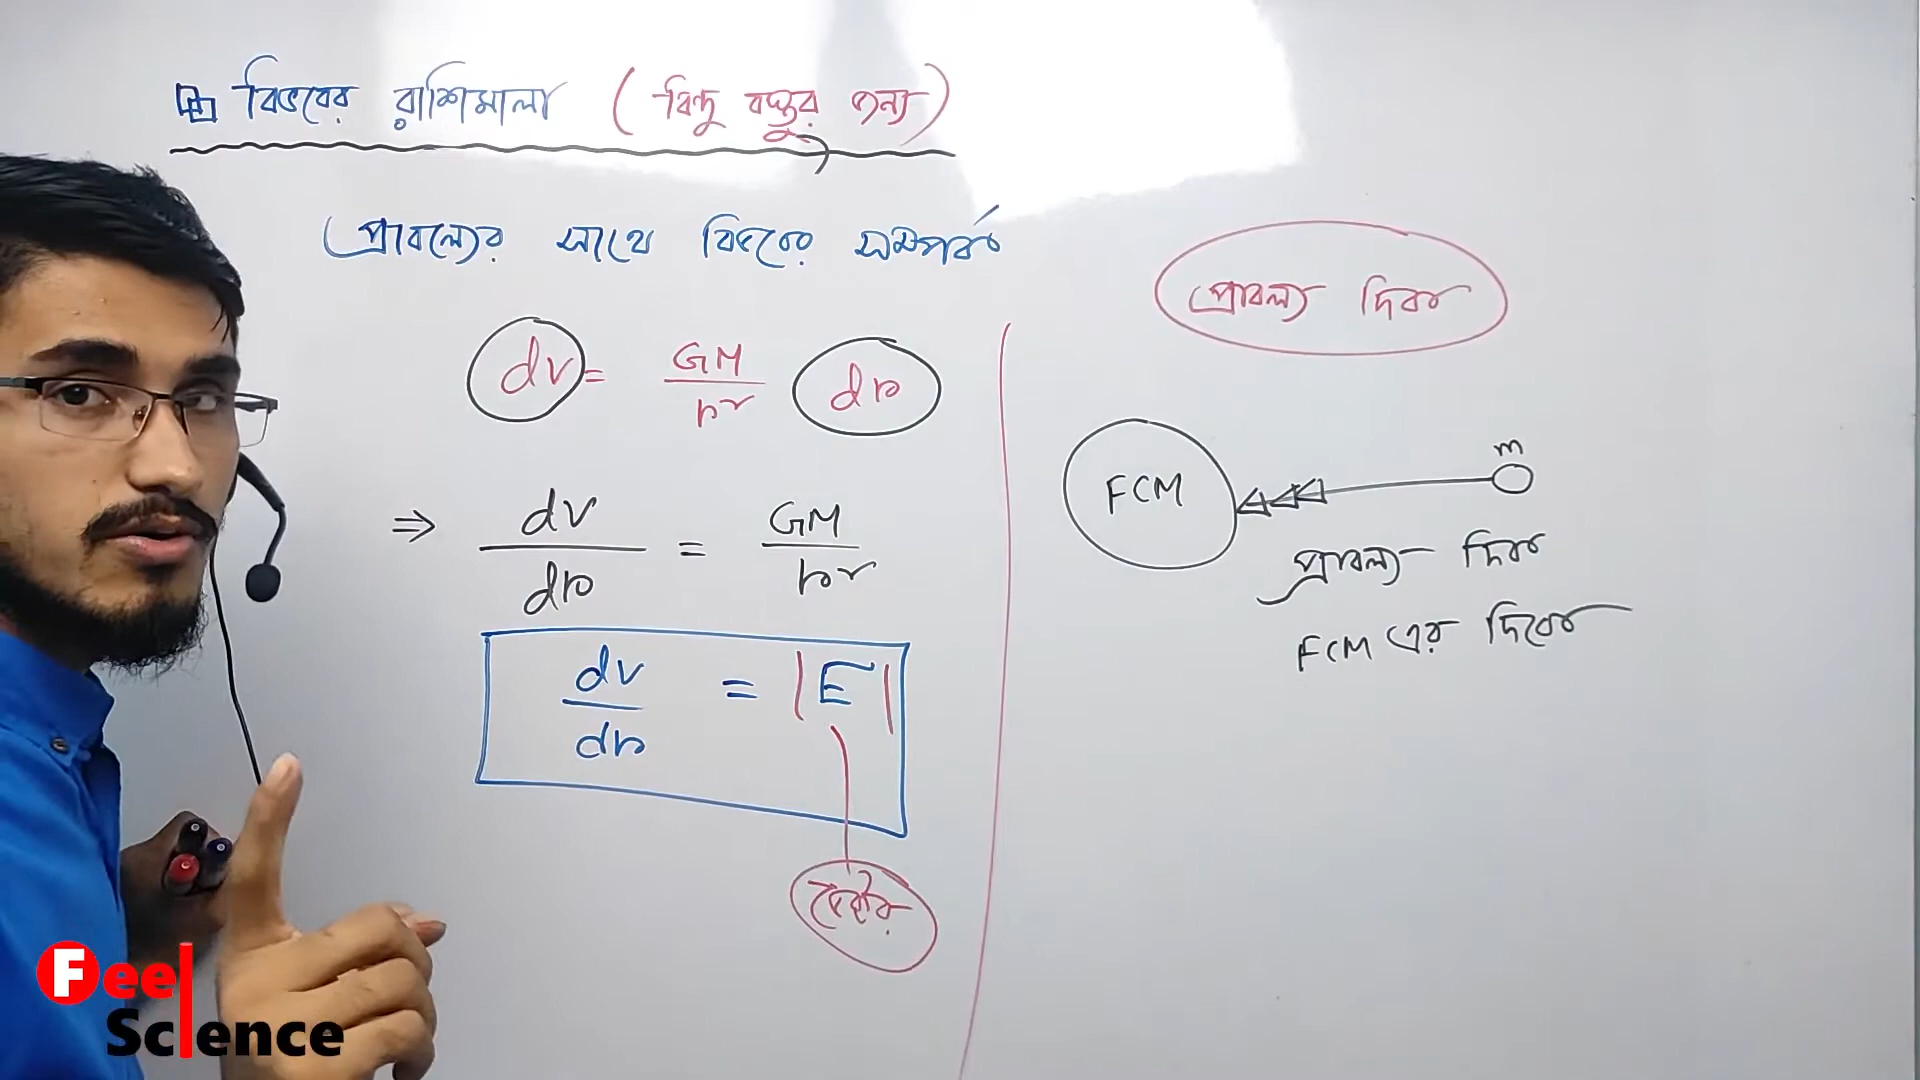 বিভবের রাশিমালা (বিন্দু বস্তুর জন্য)
প্রাবল্যের সাথে বিভবের সম্পর্ক
dv = GM/r² dr
⇒ dv/dr = GM/r²
dv/dr = |E|
ভেক্টর
প্রাবল্য দিক
FCM
m
প্রাবল্য দিক
FCM এর দিকে
Feel
Science